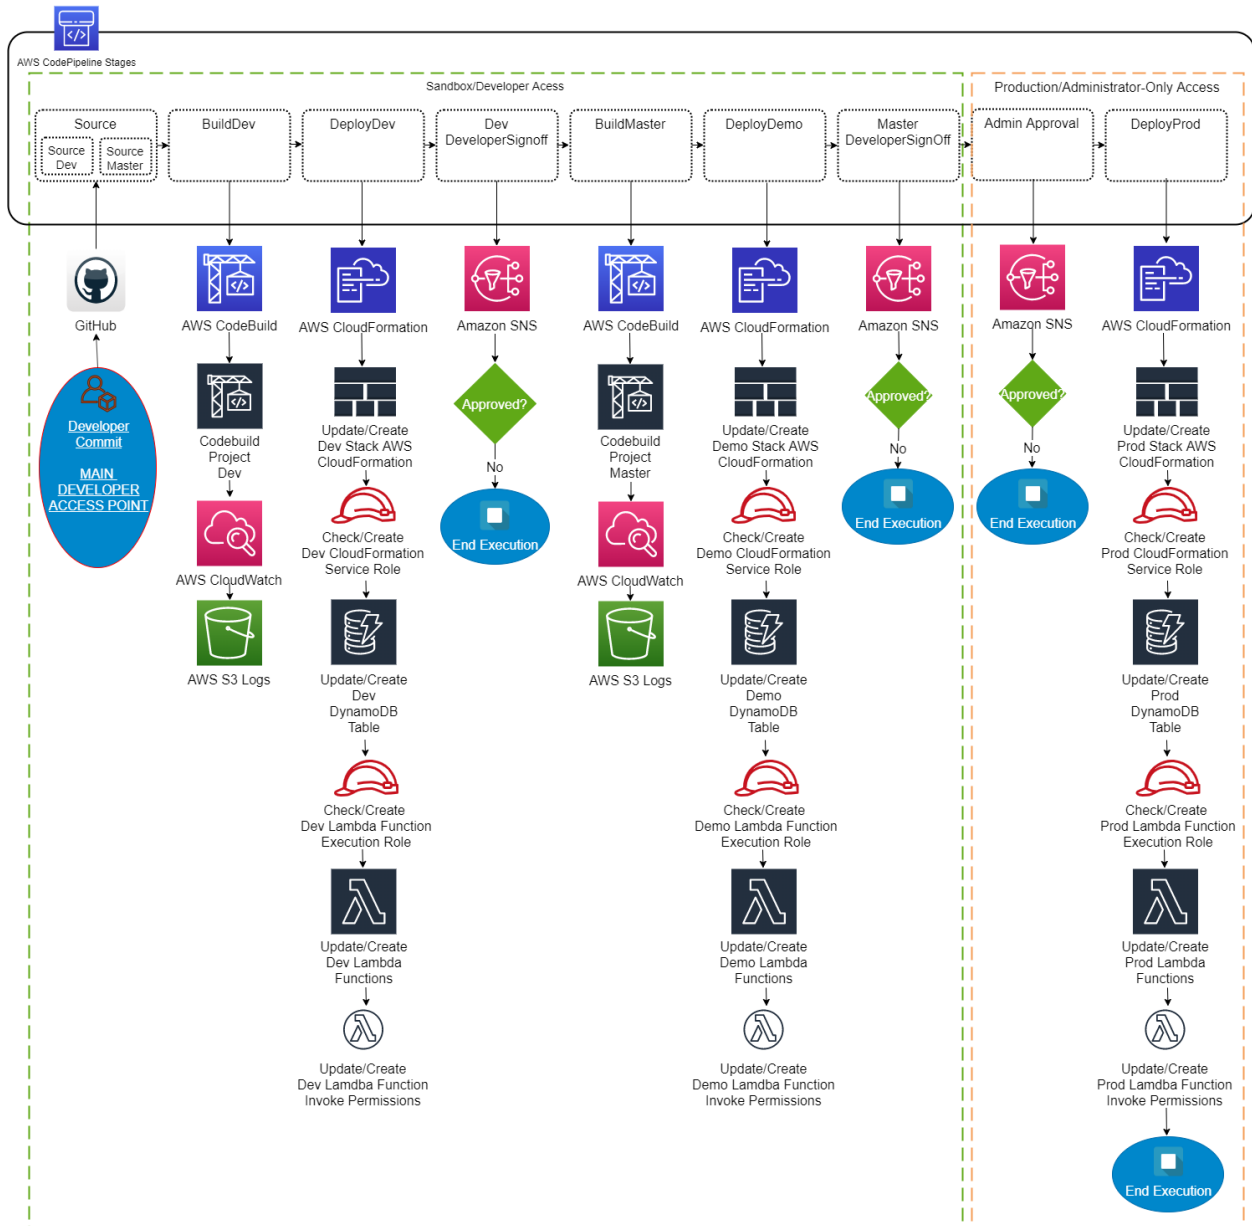 AWS CodePipeline Stages
Sandbox/Developer Acess
Production/Administrator-Only Access
Source
Source
Dev
Source
Master
BuildDev
DeployDev
Dev
DeveloperSignoff
BuildMaster
DeployDemo
Master
DeveloperSignOff
Admin Approval
DeployProd
GitHub
Developer
Commit
MAIN
DEVELOPER
ACCESS POINT
AWS CodeBuild
Codebuild
Project
Dev
AWS CloudWatch
AWS S3 Logs
AWS CloudFormation
Update/Create
Dev Stack AWS
CloudFormation
Check/Create
Dev CloudFormation
Service Role
Update/Create
Dev
DynamoDB
Table
Check/Create
Dev Lambda Function
Execution Role
Update/Create
Dev Lambda
Functions
Update/Create
Dev Lamdba Function
Invoke Permissions
Amazon SNS
Approved?
No
End Execution
AWS CodeBuild
Codebuild
Project
Master
AWS CloudWatch
AWS S3 Logs
AWS CloudFormation
Update/Create
Demo Stack AWS
CloudFormation
Check/Create
Demo CloudFormation
Service Role
Update/Create
Demo
DynamoDB
Table
Check/Create
Demo Lambda Function
Execution Role
Update/Create
Demo Lambda
Functions
Update/Create
Demo Lamdba Function
Invoke Permissions
Amazon SNS
Approved?
No
End Execution
Amazon SNS
Approved?
No
End Execution
AWS CloudFormation
Update/Create
Prod Stack AWS
CloudFormation
Check/Create
Prod CloudFormation
Service Role
Update/Create
Prod
DynamoDB
Table
Check/Create
Prod Lambda Function
Execution Role
Update/Create
Prod Lambda
Functions
Update/Create
Prod Lamdba Function
Invoke Permissions
End Execution